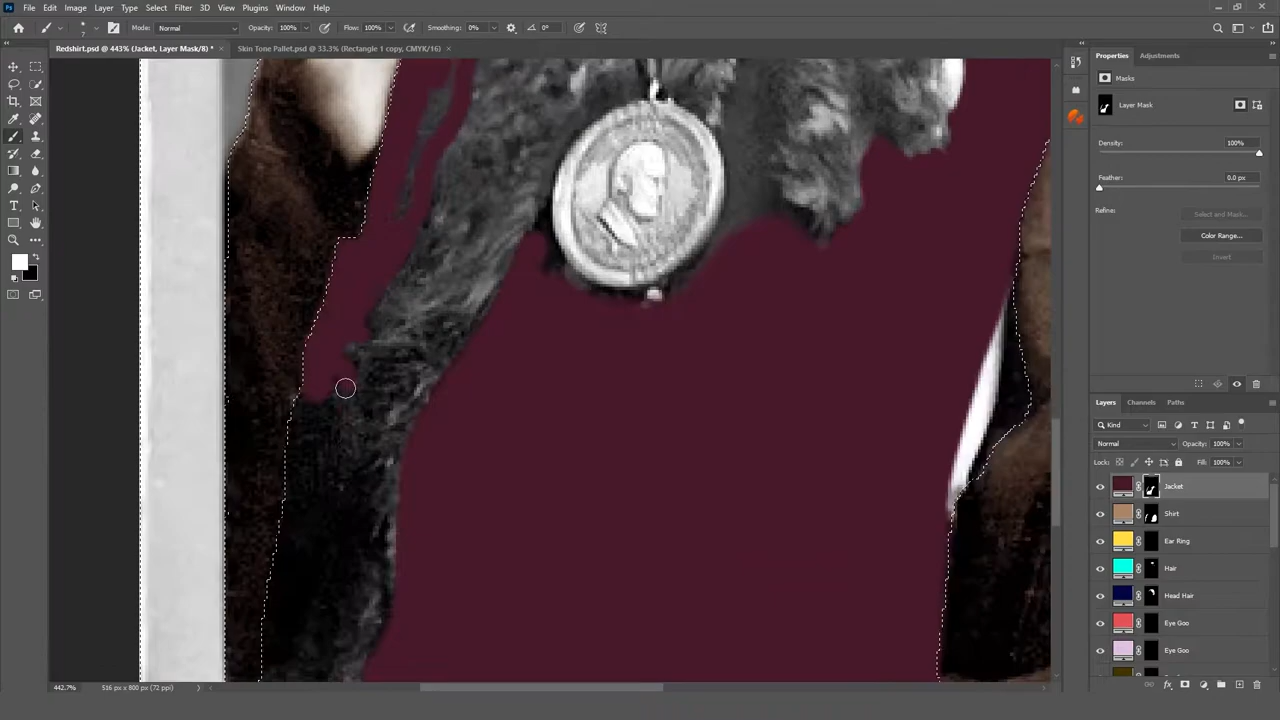 File Edit Image Layer Type Select Filter 3D View Plugins Window Help
7 Mode: Normal Opacity: 100% Flow: 100% Smoothing: 0% 0°
Redshirt.psd @ 443% (Jacket, Layer Mask/8) * × Skin Tone Pallet.psd @ 33.3% (Rectangle 1 copy, CMYK/16) ×
Properties Adjustments
Masks
Layer Mask
Density: 100%
Feather: 0.0 px
Refine: Select and Mask...
Color Range...
Invert
Layers Channels Paths
Kind
Normal Opacity: 100%
Lock: Fill: 100%
Jacket
Shirt
Ear Ring
Hair
Head Hair
Eye Goo
Eye Goo
442.7% 516 px x 800 px (72 ppi)